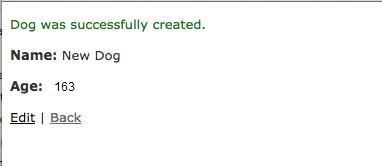 Dog was successfully created.
Name: New Dog
Age: 163
Edit | Back